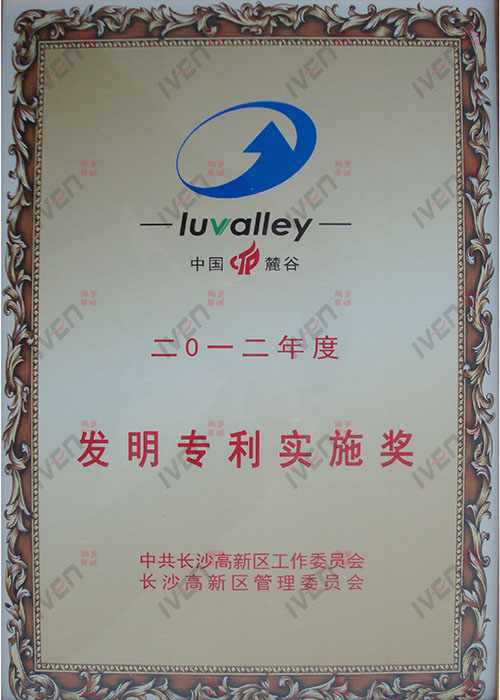 luvalley
中国 麓谷
二O一二年度
发明专利实施奖
中共长沙高新区工作委员会
长沙高新区管理委员会
IVEN